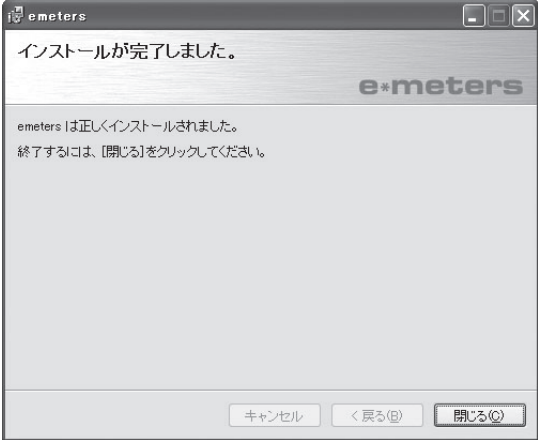 emeters
インストールが完了しました。
e*meters
emeters は正しくインストールされました。
終了するには、[閉じる]をクリックしてください。
キャンセル
< 戻る(B)
閉じる(C)